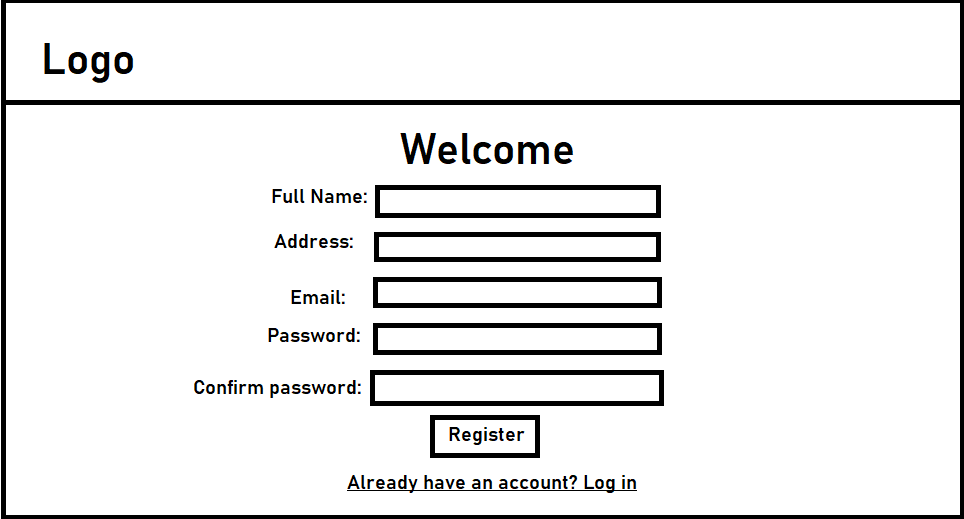 Logo
Welcome
Full Name:
Address:
Email:
Password:
Confirm password:
Register
Already have an account? Log in